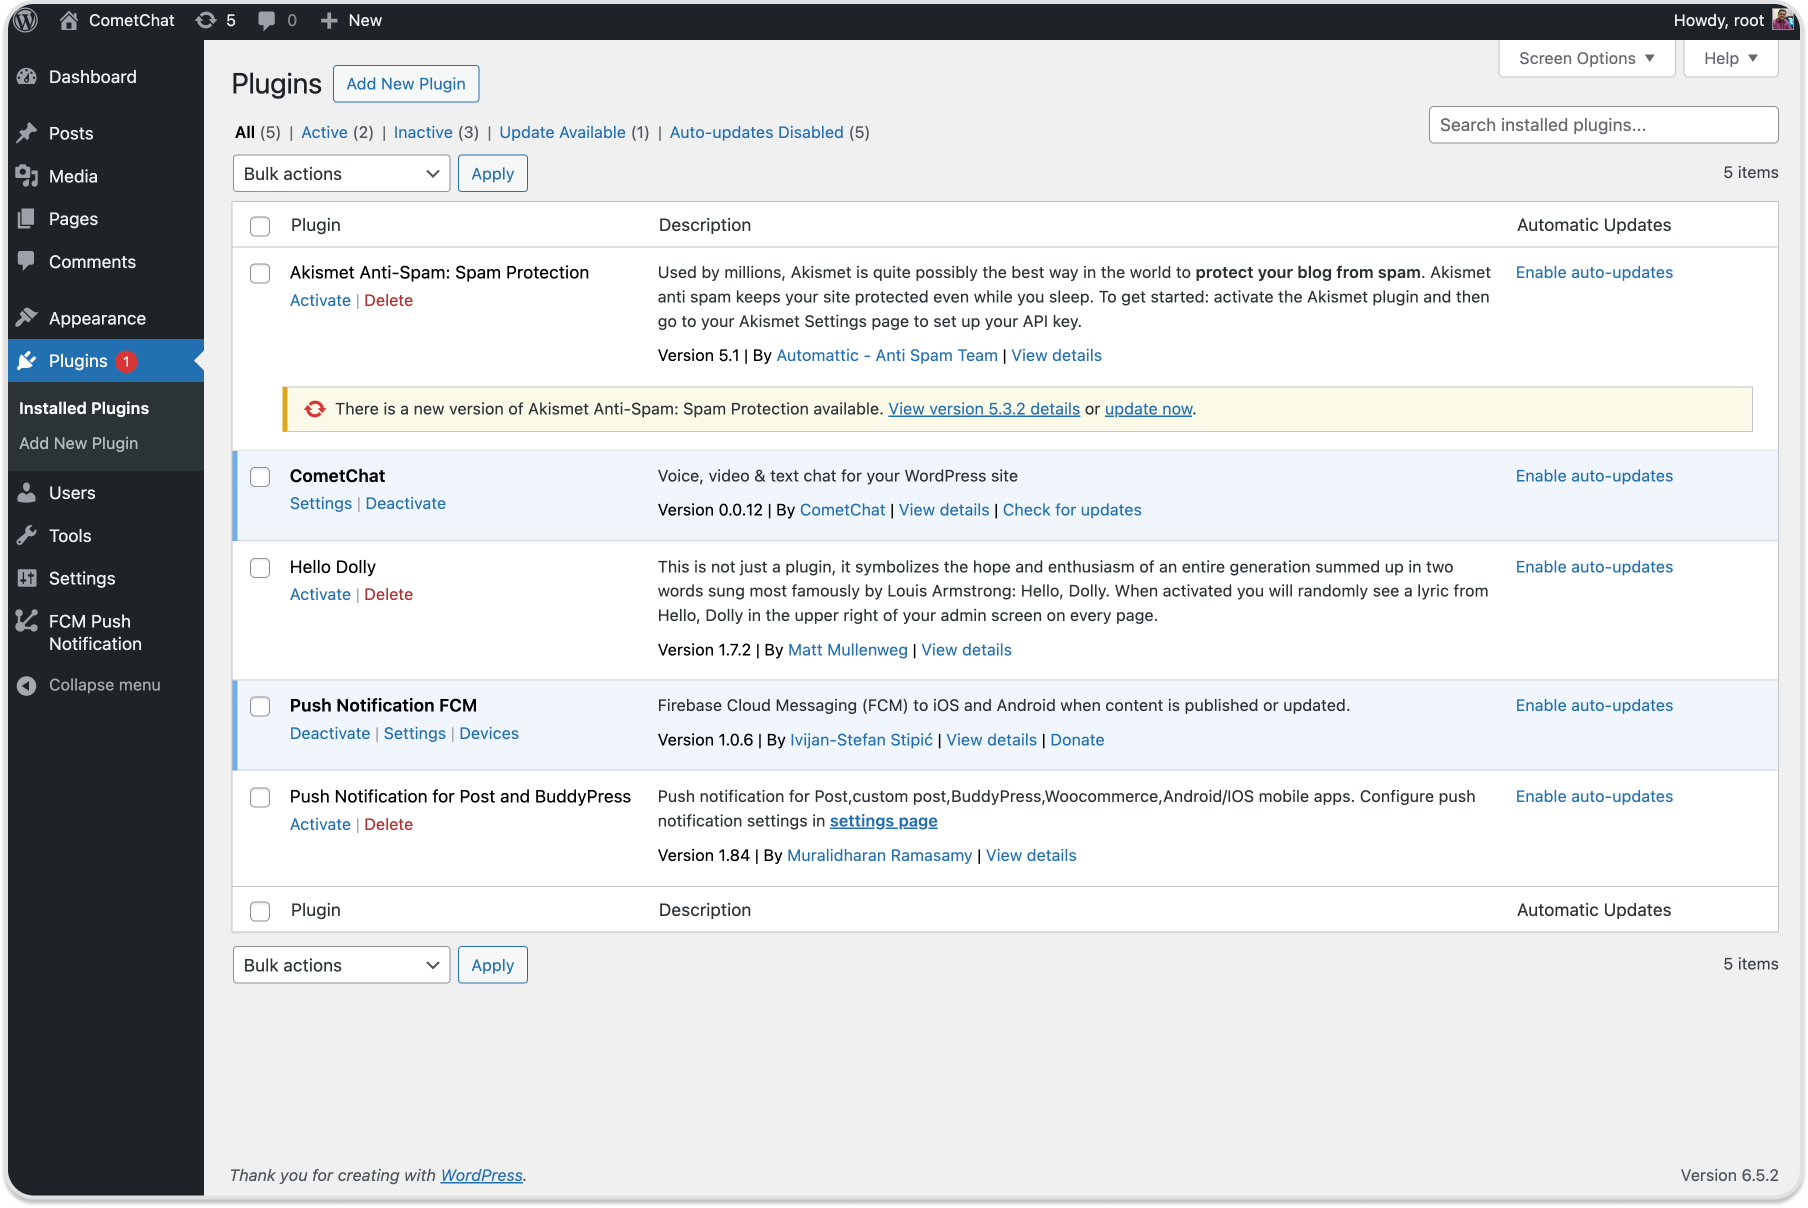 CometChat 5 0 New
Howdy, root
Dashboard
Posts
Media
Pages
Comments
Appearance
Plugins 1
Installed Plugins
Add New Plugin
Users
Tools
Settings
FCM Push
Notification
Collapse menu
Screen Options ▼
Help ▼
Plugins Add New Plugin
All (5) | Active (2) | Inactive (3) | Update Available (1) | Auto-updates Disabled (5)
Search installed plugins...
Bulk actions Apply
5 items
Plugin Description Automatic Updates
Akismet Anti-Spam: Spam Protection
Activate | Delete
Used by millions, Akismet is quite possibly the best way in the world to protect your blog from spam. Akismet
anti spam keeps your site protected even while you sleep. To get started: activate the Akismet plugin and then
go to your Akismet Settings page to set up your API key.
Version 5.1 | By Automattic - Anti Spam Team | View details
Enable auto-updates
There is a new version of Akismet Anti-Spam: Spam Protection available. View version 5.3.2 details or update now.
CometChat
Settings | Deactivate
Voice, video & text chat for your WordPress site
Version 0.0.12 | By CometChat | View details | Check for updates
Enable auto-updates
Hello Dolly
Activate | Delete
This is not just a plugin, it symbolizes the hope and enthusiasm of an entire generation summed up in two
words sung most famously by Louis Armstrong: Hello, Dolly. When activated you will randomly see a lyric from
Hello, Dolly in the upper right of your admin screen on every page.
Version 1.7.2 | By Matt Mullenweg | View details
Enable auto-updates
Push Notification FCM
Deactivate | Settings | Devices
Firebase Cloud Messaging (FCM) to iOS and Android when content is published or updated.
Version 1.0.6 | By Ivijan-Stefan Stipić | View details | Donate
Enable auto-updates
Push Notification for Post and BuddyPress
Activate | Delete
Push notification for Post,custom post,BuddyPress,Woocommerce,Android/IOS mobile apps. Configure push
notification settings in settings page
Version 1.84 | By Muralidharan Ramasamy | View details
Enable auto-updates
Plugin Description Automatic Updates
Bulk actions Apply
5 items
Thank you for creating with WordPress.
Version 6.5.2